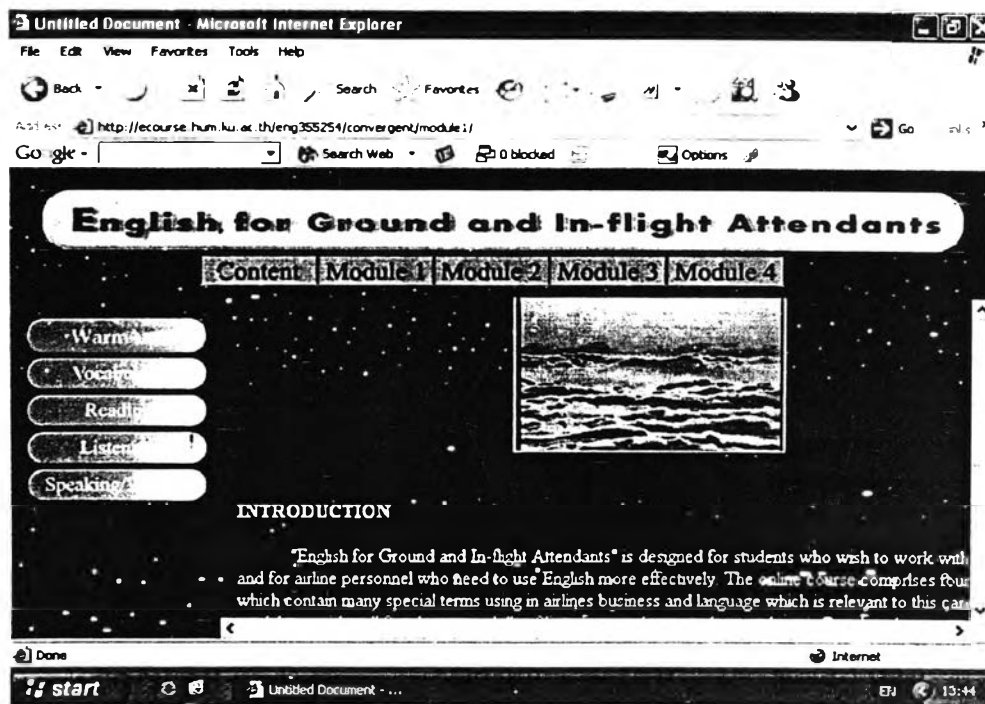 Untitled Document - Microsoft Internet Explorer
File Edit View Favorites Tools Help
Back Search Favorites
http://ecourse.hum.ku.ac.th/eng355254/convergent/module1/ Go
Search Web 0 blocked Options
English for Ground and In-flight Attendants
Content Module 1 Module 2 Module 3 Module 4
INTRODUCTION
"English for Ground and In-flight Attendants" is designed for students who wish to work with
and for airline personnel who need to use English more effectively. The online course comprises four
which contain many special terms using in airlines business and language which is relevant to this
Done Internet
start Untitled Document - ... EN 13:44